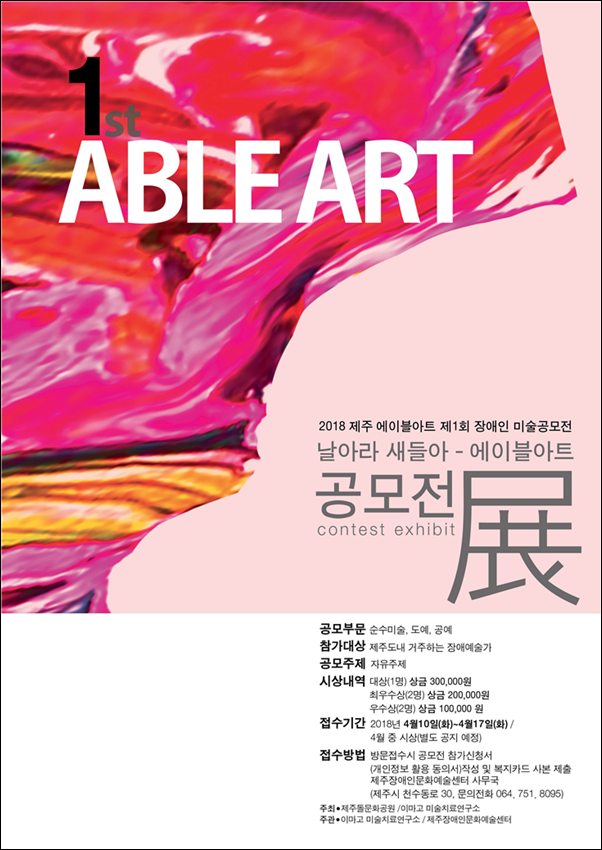 1st
ABLE ART
2018 제주 에이블아트 제1회 장애인 미술공모전
날아라 새들아 - 에이블아트
공모전 展
contest exhibit
공모부문 순수미술, 도예, 공예
참가대상 제주도내 거주하는 장애예술가
공모주제 자유주제
시상내역 대상(1명) 상금 300,000원
최우수상(2명) 상금 200,000원
우수상(2명) 상금 100,000 원
접수기간 2018년 4월10일(화)~4월17일(화) /
4월 중 시상(별도 공지 예정)
접수방법 방문접수시 공모전 참가신청서
(개인정보 활용 동의서)작성 및 복지카드 사본 제출
제주장애인문화예술센터 사무국
(제주시 천수동로 30, 문의전화 064, 751, 8095)
주최●제주돌문화공원 /이마고 미술치료연구소
주관●이마고 미술치료연구소 / 제주장애인문화예술센터